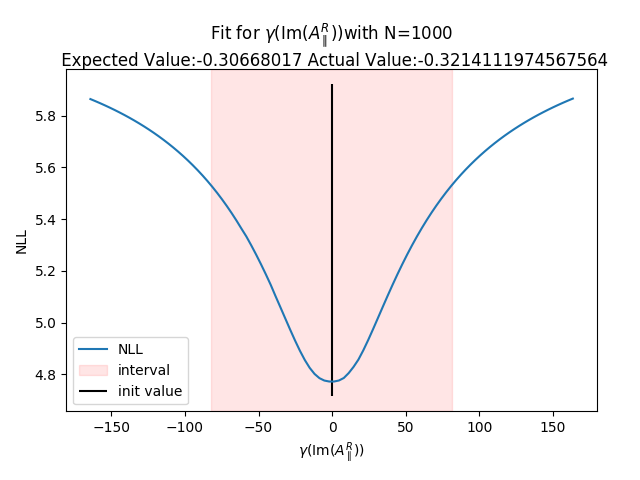 Fit for γ(Im(A_∥^R))with N=1000
Expected Value:-0.30668017 Actual Value:-0.3214111974567564
5.8
5.6
5.4
5.2
5.0
4.8
NLL
NLL
interval
init value
−150 −100 −50 0 50 100 150
γ(Im(A_∥^R))